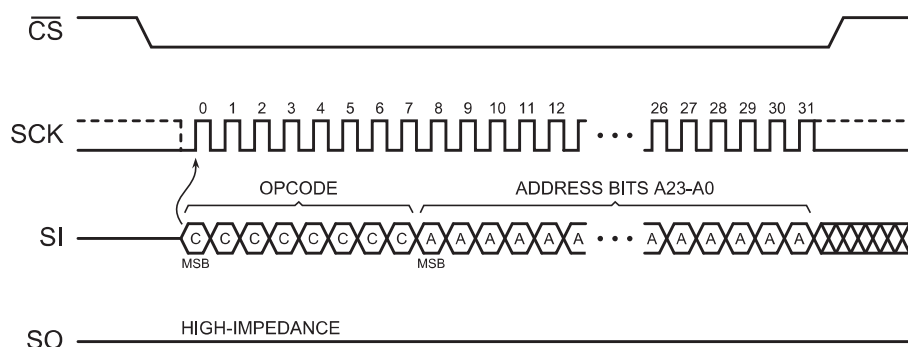 CS
0 1 2 3 4 5 6 7 8 9 10 11 12 26 27 28 29 30 31
SCK
OPCODE ADDRESS BITS A23-A0
SI C C C C C C C C A A A A A A A A A A A A
MSB MSB
HIGH-IMPEDANCE
SO